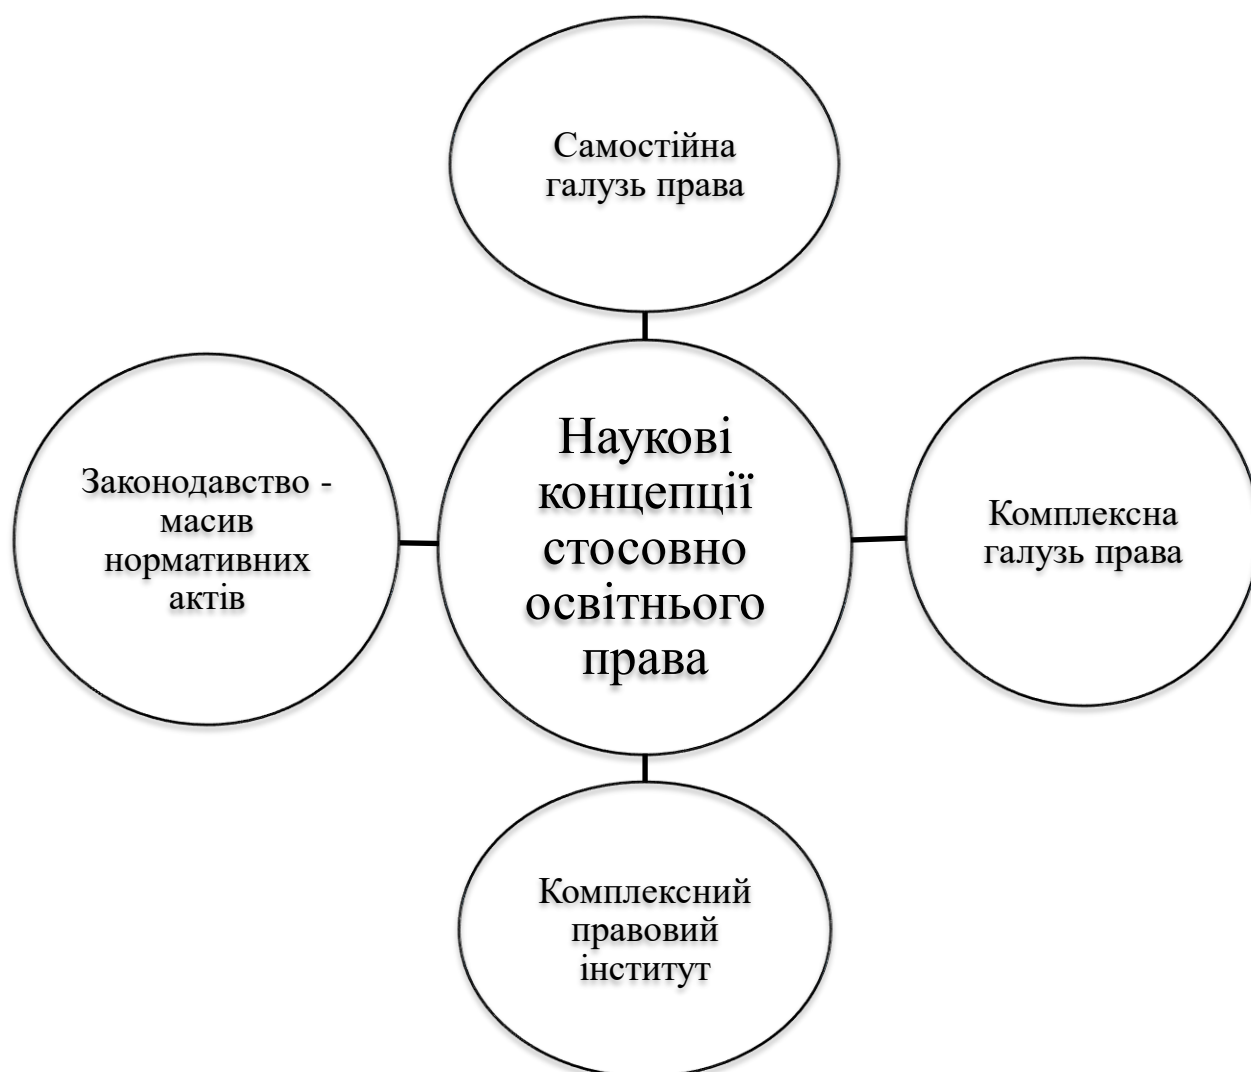 Самостійна
галузь права
Наукові
концепції
стосовно
освітнього
права
Законодавство -
масив
нормативних
актів
Комплексна
галузь права
Комплексний
правовий
інститут